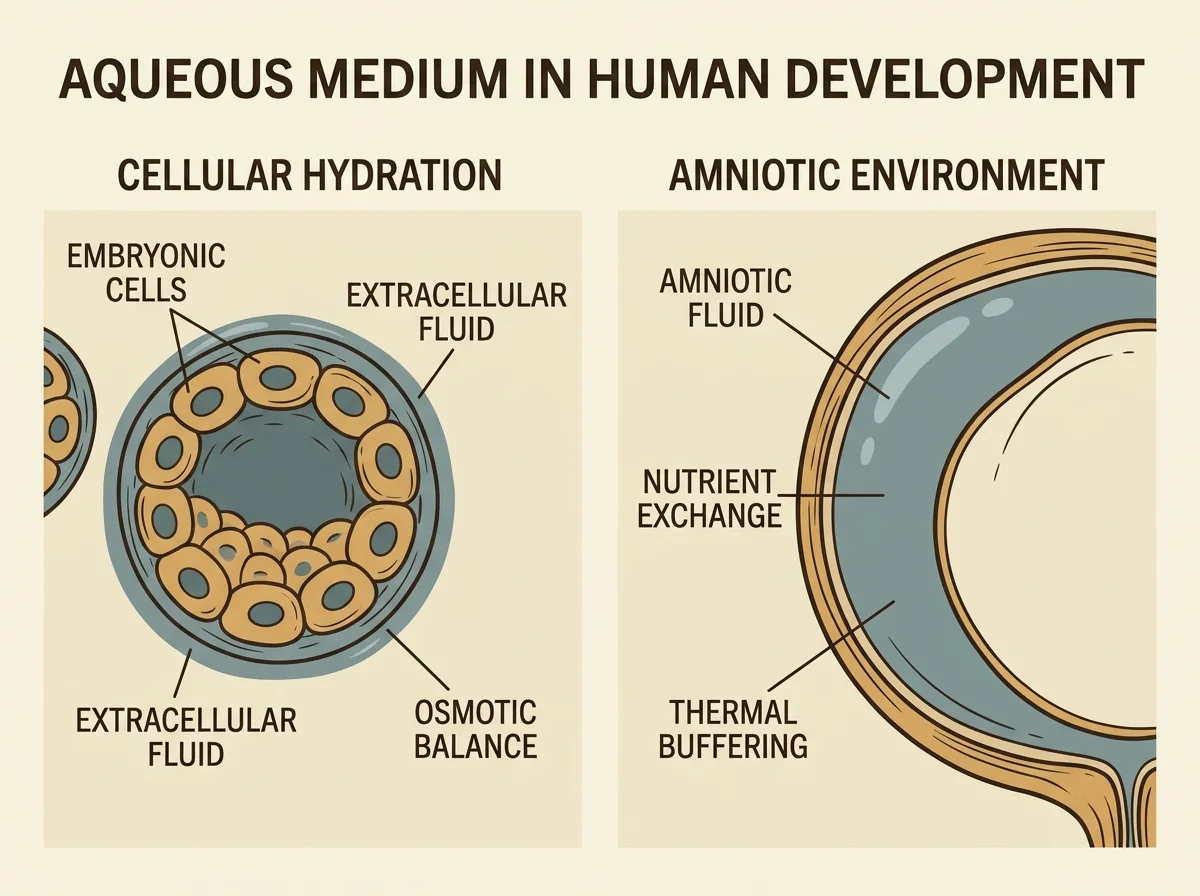 AQUEOUS MEDIUM IN HUMAN DEVELOPMENT
CELLULAR HYDRATION
EMBRYONIC
CELLS
EXTRACELLULAR
FLUID
EXTRACELLULAR
FLUID
OSMOTIC
BALANCE
AMNIOTIC ENVIRONMENT
AMNIOTIC
FLUID
NUTRIENT
EXCHANGE
THERMAL
BUFFERING